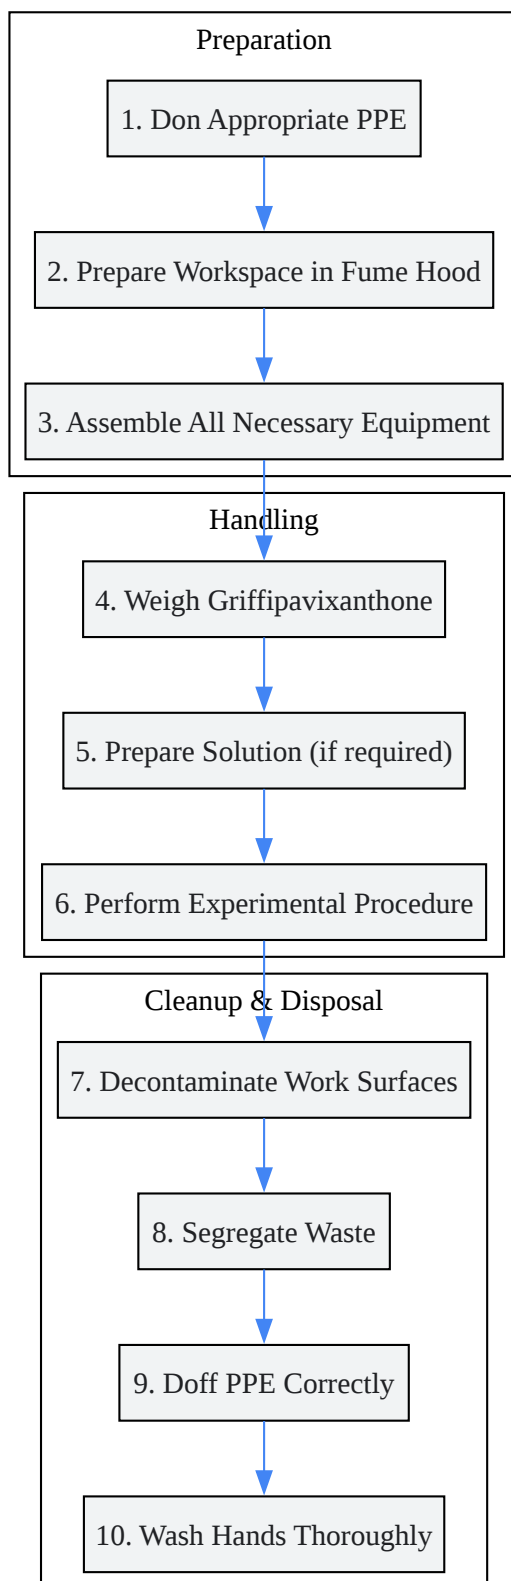 Preparation
1. Don Appropriate PPE
2. Prepare Workspace in Fume Hood
3. Assemble All Necessary Equipment
Handling
4. Weigh Griffipavixanthone
5. Prepare Solution (if required)
6. Perform Experimental Procedure
Cleanup & Disposal
7. Decontaminate Work Surfaces
8. Segregate Waste
9. Doff PPE Correctly
10. Wash Hands Thoroughly